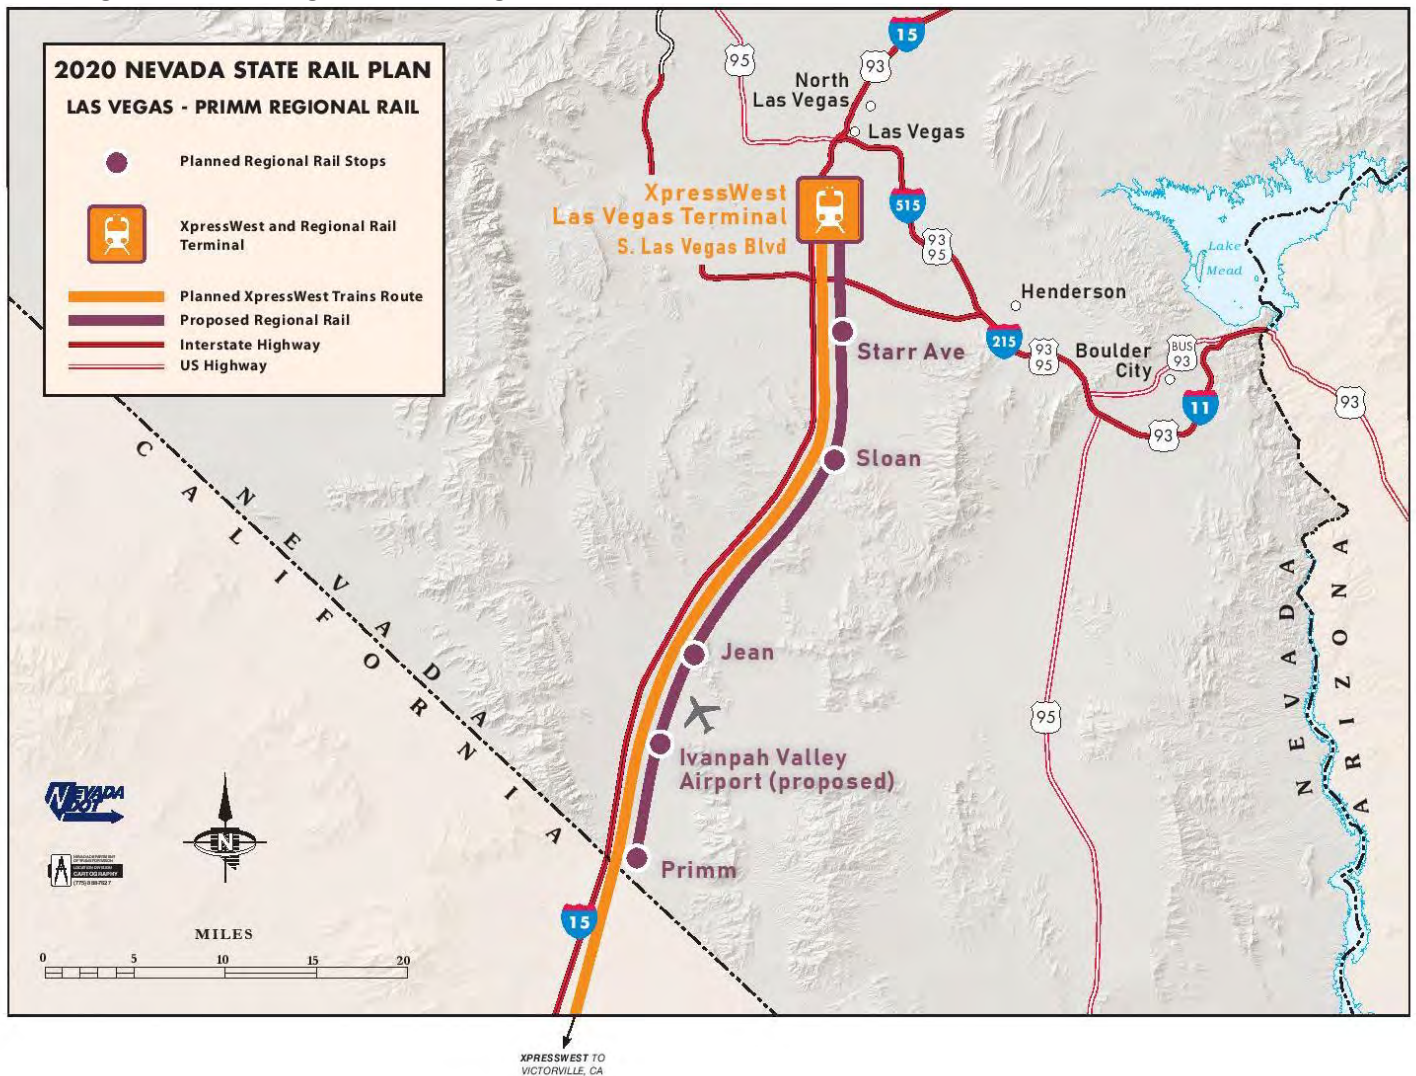 2020 NEVADA STATE RAIL PLAN
LAS VEGAS - PRIMM REGIONAL RAIL
Planned Regional Rail Stops
XpressWest and Regional Rail
Terminal
Planned XpressWest Trains Route
Proposed Regional Rail
Interstate Highway
US Highway
15
95
93
North
Las Vegas
Las Vegas
XpressWest
Las Vegas Terminal
S. Las Vegas Blvd
515
93
95
Lake
Mead
Henderson
215
93
95
Boulder
City
BUS
93
11
93
93
Starr Ave
Sloan
Jean
Ivanpah Valley
Airport (proposed)
Primm
95
15
NEVADA
CALIFORNIA
NEVADA
ARIZONA
NEVADA
DOT
N
CARTOGRAPHY
MILES
0 5 10 15 20
XPRESSWEST TO
VICTORVILLE, CA